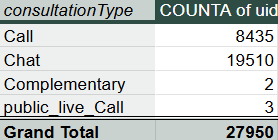 consultationType COUNTA of uid
Call 8435
Chat 19510
Complementary 2
public_live_Call 3
Grand Total 27950